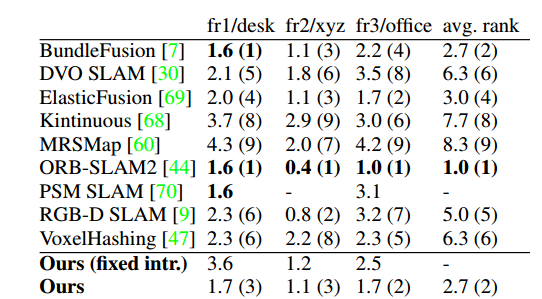 fr1/desk fr2/xyz fr3/office avg. rank
BundleFusion [7] 1.6 (1) 1.1 (3) 2.2 (4) 2.7 (2)
DVO SLAM [30] 2.1 (5) 1.8 (6) 3.5 (8) 6.3 (6)
ElasticFusion [69] 2.0 (4) 1.1 (3) 1.7 (2) 3.0 (4)
Kintinuous [68] 3.7 (8) 2.9 (9) 3.0 (6) 7.7 (8)
MRSMap [60] 4.3 (9) 2.0 (7) 4.2 (9) 8.3 (9)
ORB-SLAM2 [44] 1.6 (1) 0.4 (1) 1.0 (1) 1.0 (1)
PSM SLAM [70] 1.6 - 3.1 -
RGB-D SLAM [9] 2.3 (6) 0.8 (2) 3.2 (7) 5.0 (5)
VoxelHashing [47] 2.3 (6) 2.2 (8) 2.3 (5) 6.3 (6)
Ours (fixed intr.) 3.6 1.2 2.5 -
Ours 1.7 (3) 1.1 (3) 1.7 (2) 2.7 (2)